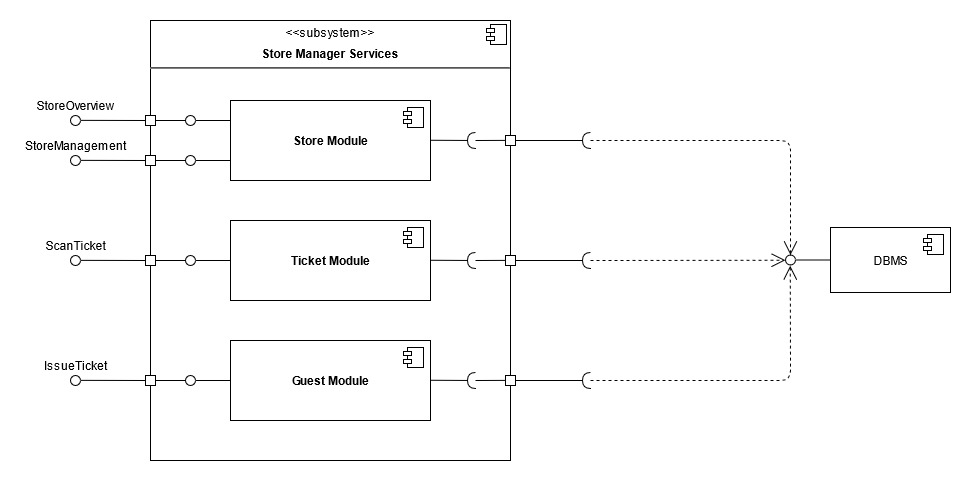 <<subsystem>>
Store Manager Services
StoreOverview
StoreManagement
Store Module
ScanTicket
Ticket Module
DBMS
IssueTicket
Guest Module